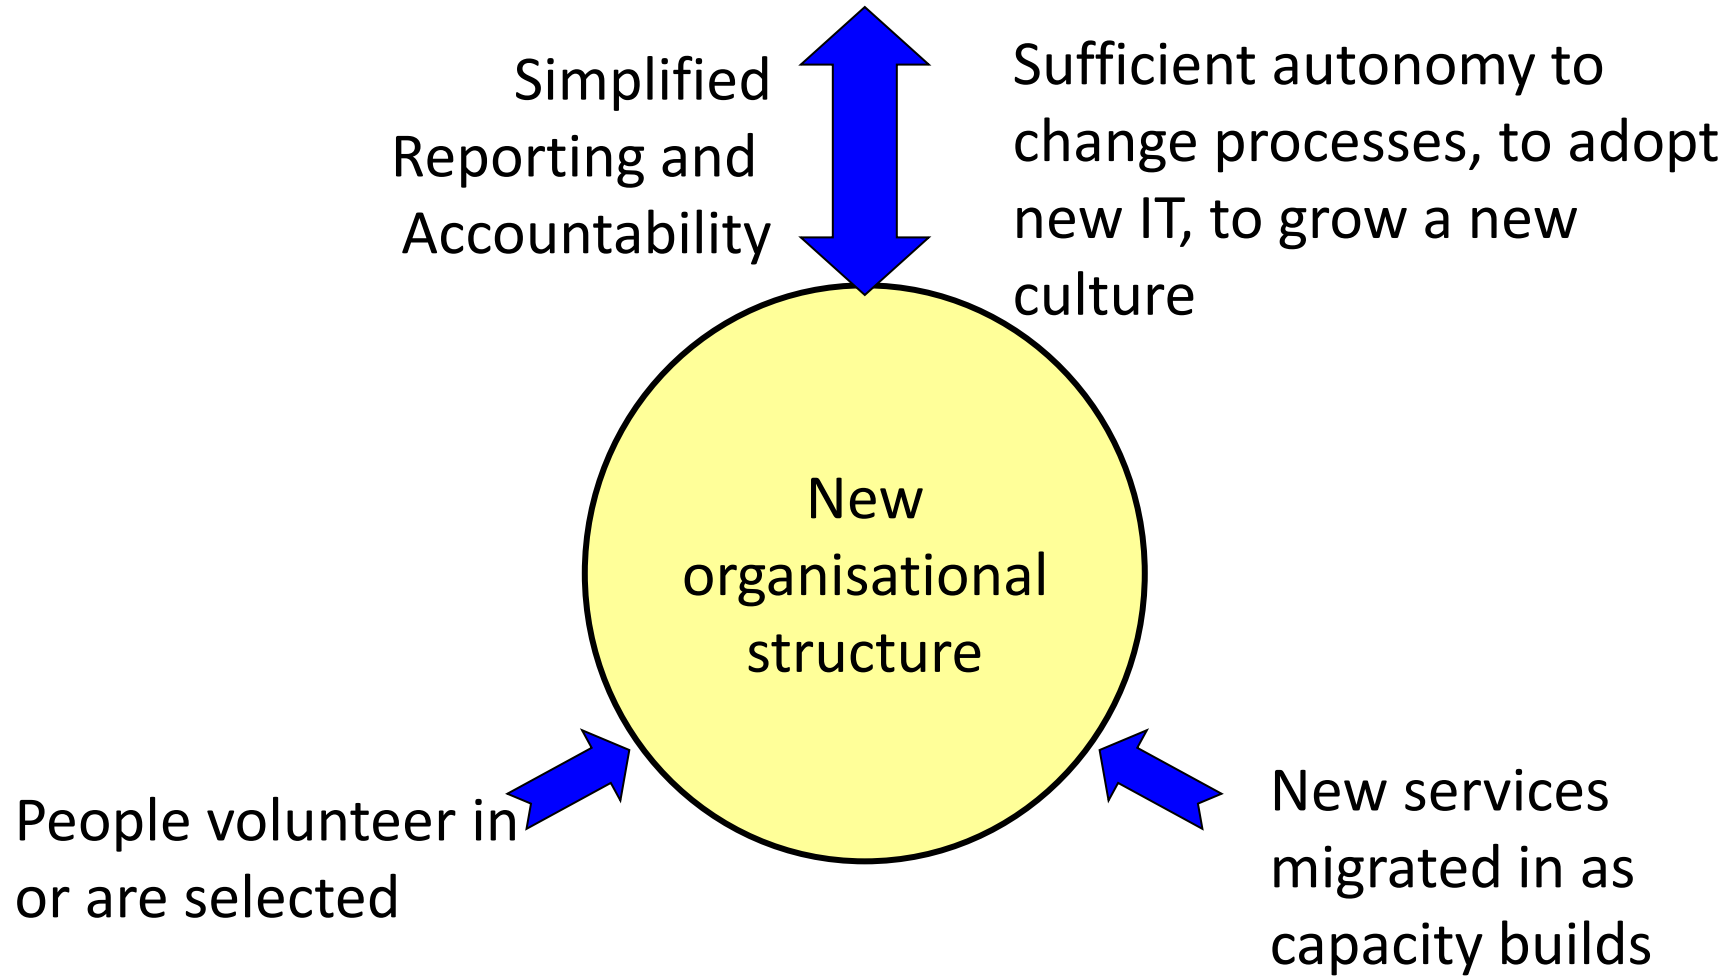 Simplified
Reporting and
Accountability
Sufficient autonomy to
change processes, to adopt
new IT, to grow a new
culture
New
organisational
structure
People volunteer in
or are selected
New services
migrated in as
capacity builds